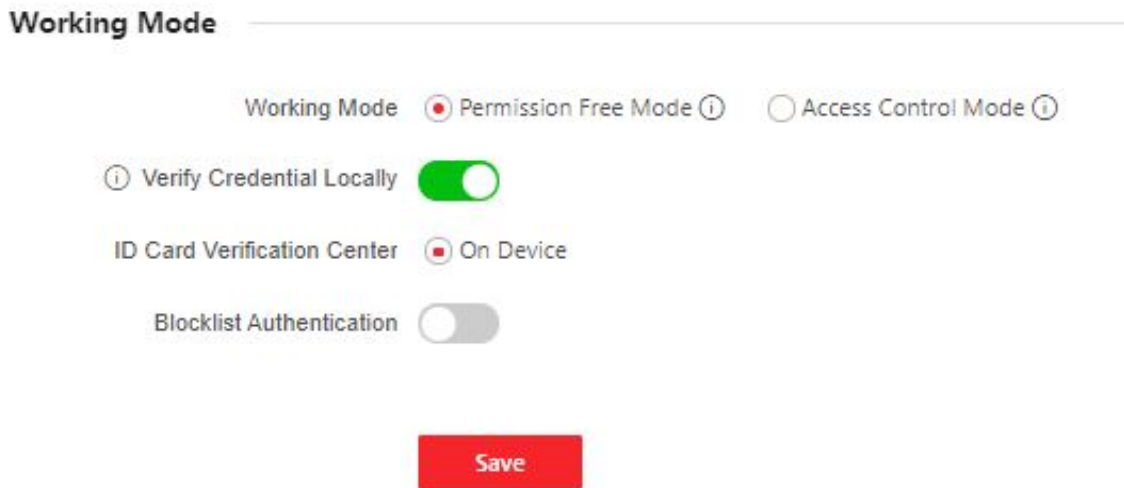 Working Mode
Working Mode Permission Free Mode Access Control Mode
Verify Credential Locally
ID Card Verification Center On Device
Blocklist Authentication
Save